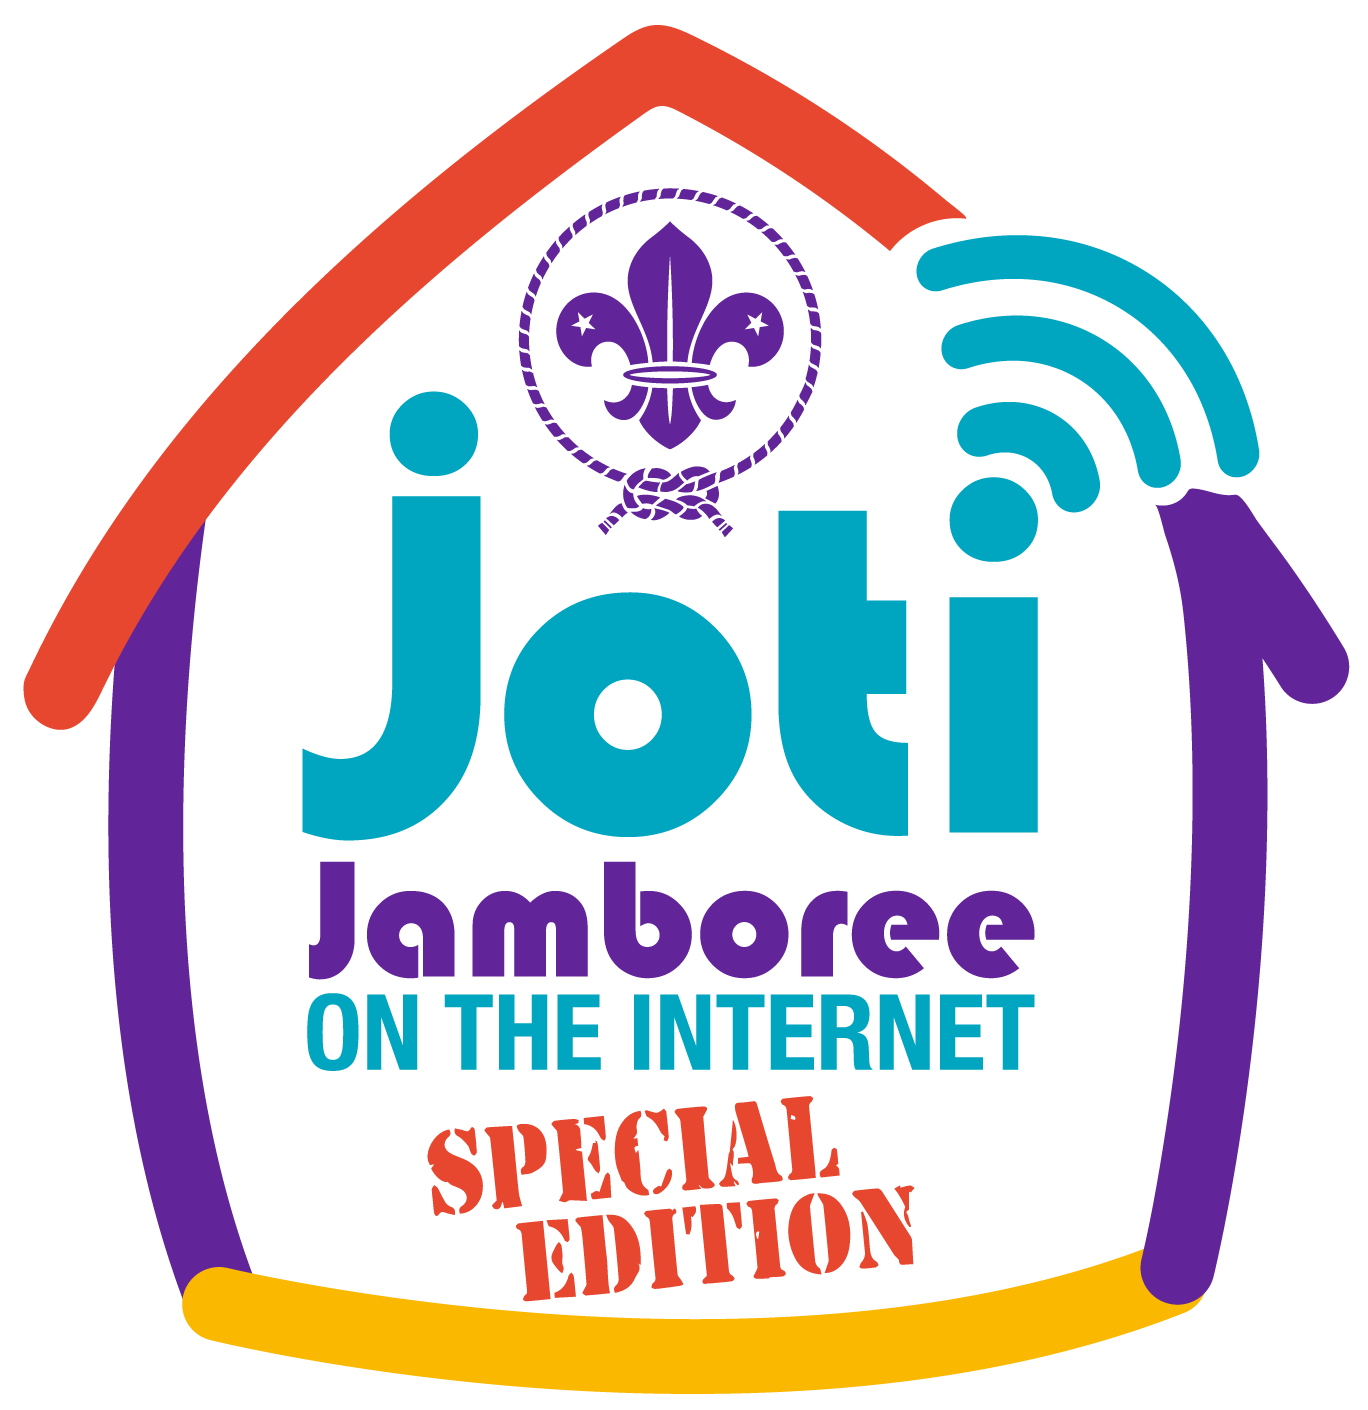 joti
Jamboree
ON THE INTERNET
SPECIAL
EDITION